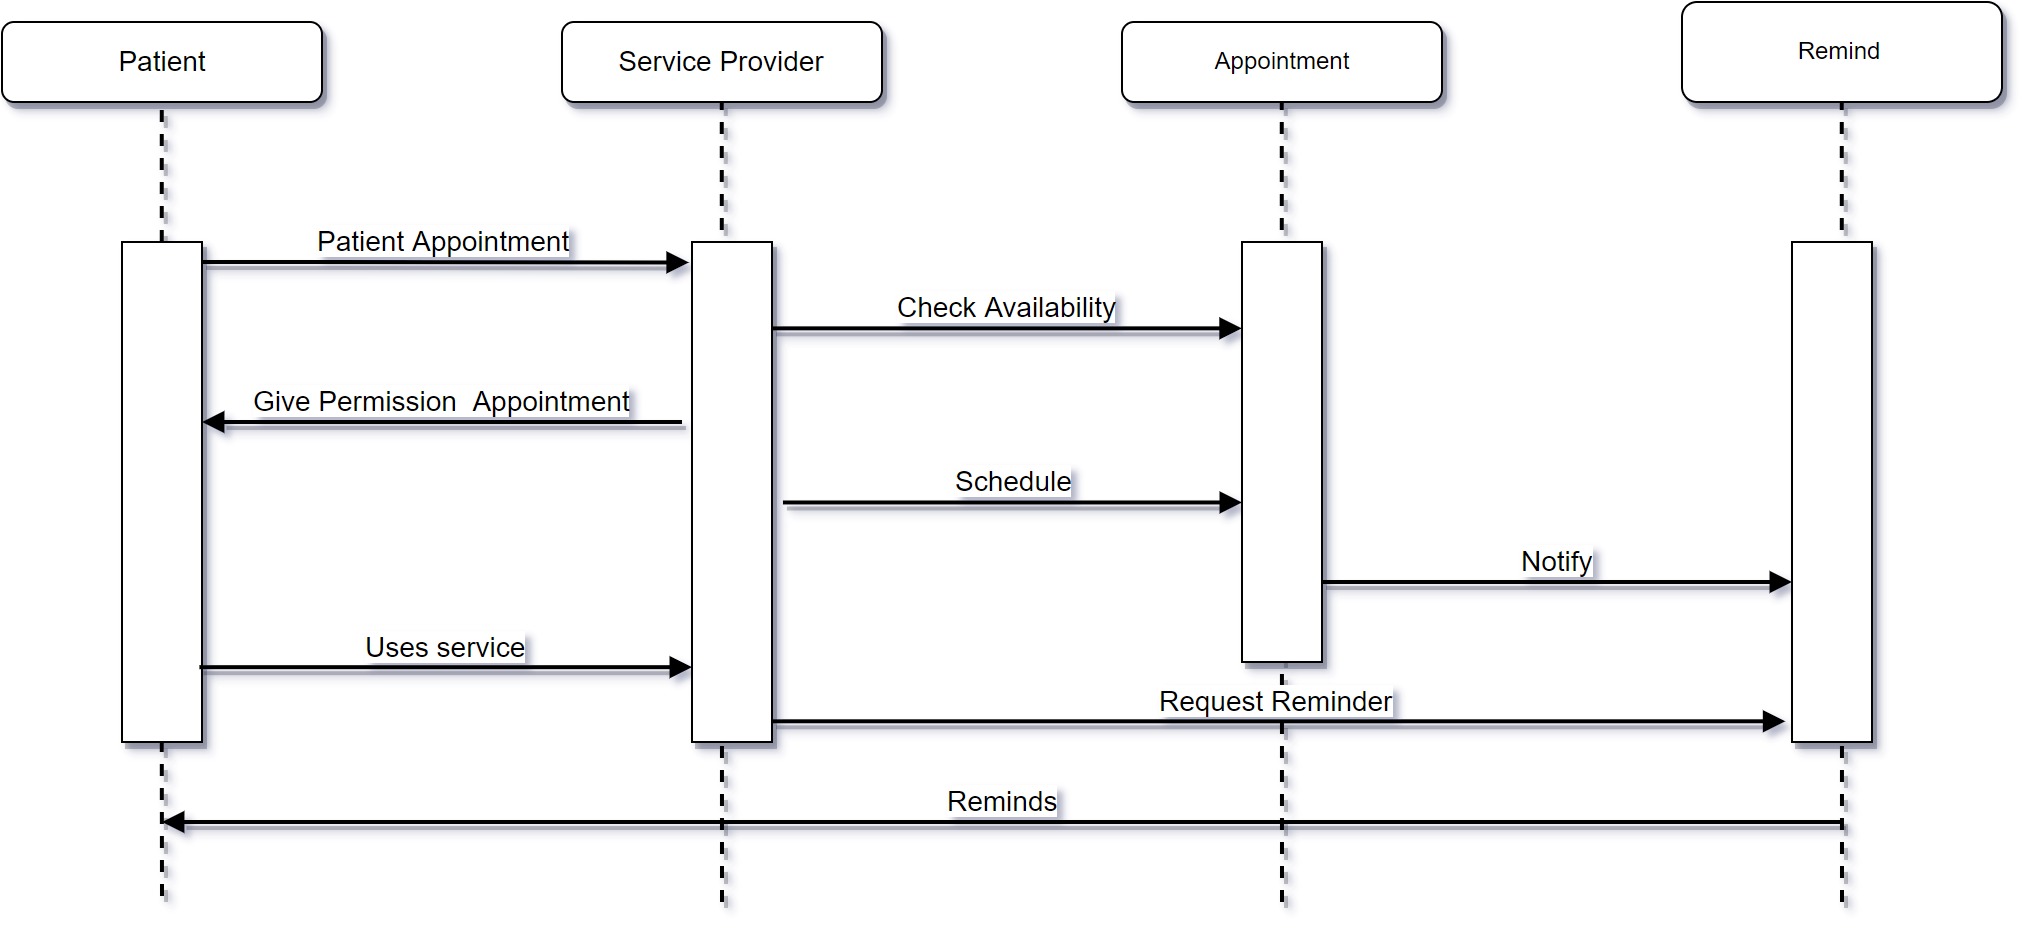 Patient
Service Provider
Appointment
Remind
Patient Appointment
Check Availability
Give Permission  Appointment
Schedule
Notify
Uses service
Request Reminder
Reminds